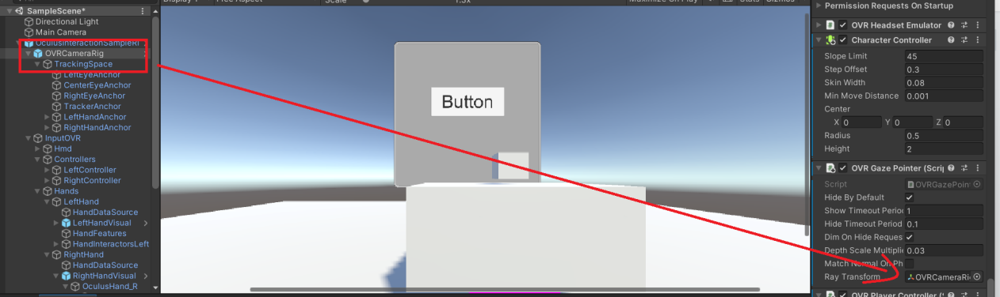 SampleScene*
Directional Light
Main Camera
OculusInteractionSampleRi
OVRCameraRig
TrackingSpace
LeftEyeAnchor
CenterEyeAnchor
RightEyeAnchor
TrackerAnchor
LeftHandAnchor
RightHandAnchor
InputOVR
Hmd
Controllers
LeftController
RightController
Hands
LeftHand
HandDataSource
LeftHandVisual
HandFeatures
HandInteractorsLeft
RightHand
HandDataSource
RightHandVisual
OculusHand_R
Display 1 Free Aspect Scale 1.3x Maximize On Play Stats Gizmos
Button
Permission Requests On Startup
OVR Headset Emulator
Character Controller
Slope Limit 45
Step Offset 0.3
Skin Width 0.08
Min Move Distance 0.001
Center
X 0 Y 0 Z 0
Radius 0.5
Height 2
OVR Gaze Pointer (Scrip
Script OVRGazePoint
Hide By Default
Show Timeout Period 1
Hide Timeout Period 0.1
Dim On Hide Reques
Depth Scale Multiplie 0.03
Match Normal On Ph
Ray Transform OVRCameraRig
OVR Player Controller (S